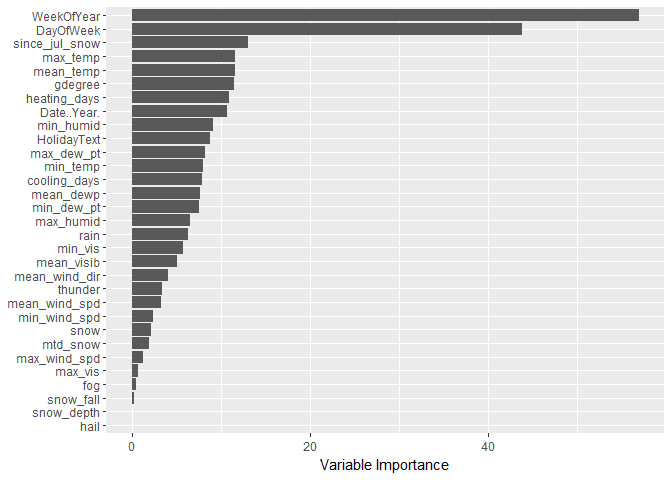 WeekOfYear
DayOfWeek
since_jul_snow
max_temp
mean_temp
gdegree
heating_days
Date..Year.
min_humid
HolidayText
max_dew_pt
min_temp
cooling_days
mean_dewp
min_dew_pt
max_humid
rain
min_vis
mean_visib
mean_wind_dir
thunder
mean_wind_spd
min_wind_spd
snow
mtd_snow
max_wind_spd
max_vis
fog
snow_fall
snow_depth
hail
0 20 40
Variable Importance